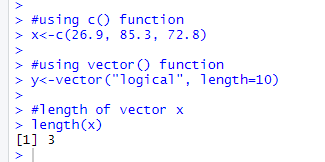 >
> #using c() function
> x<-c(26.9, 85.3, 72.8)
>
> #using vector() function
> y<-vector("logical", length=10)
>
> #length of vector x
> length(x)
[1] 3
>